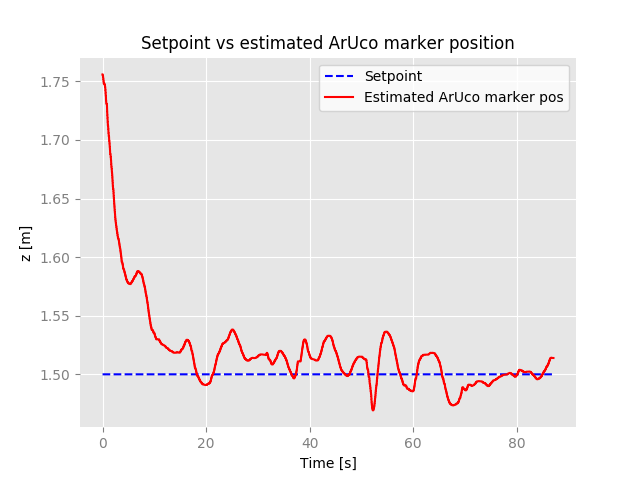 Setpoint vs estimated ArUco marker position
Setpoint
Estimated ArUco marker pos
1.75
1.70
1.65
1.60
1.55
1.50
z [m]
0 20 40 60 80
Time [s]